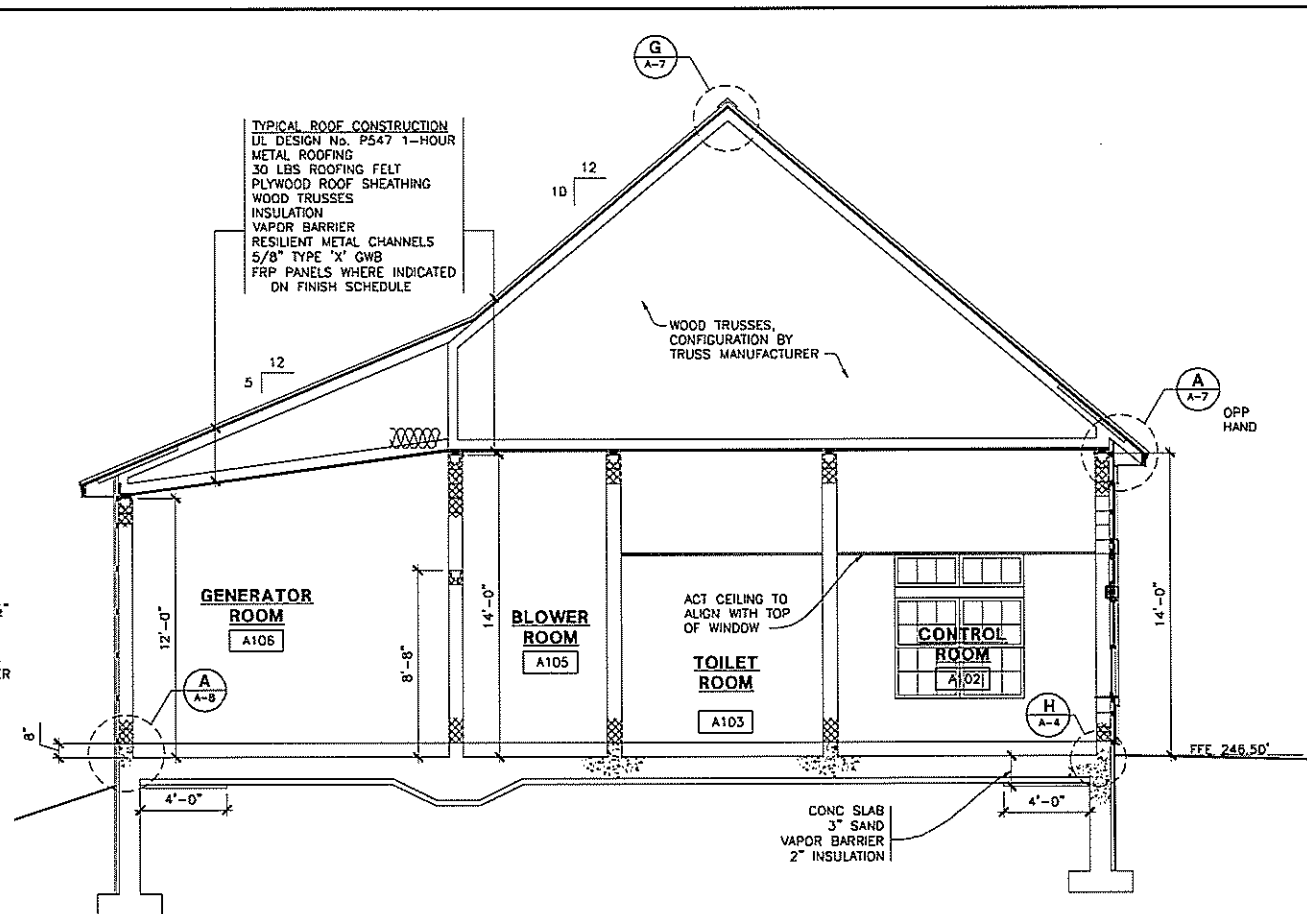 G
A-7
TYPICAL ROOF CONSTRUCTION
UL DESIGN No. P547 1-HOUR
METAL ROOFING
30 LBS ROOFING FELT
PLYWOOD ROOF SHEATHING
WOOD TRUSSES
INSULATION
VAPOR BARRIER
RESILIENT METAL CHANNELS
5/8" TYPE 'X' GWB
FRP PANELS WHERE INDICATED
ON FINISH SCHEDULE
12
10
WOOD TRUSSES,
CONFIGURATION BY
TRUSS MANUFACTURER
12
5
A
A-7
OPP
HAND
GENERATOR
ROOM
A106
12'-0"
8'-8"
14'-0"
BLOWER
ROOM
A105
ACT CEILING TO
ALIGN WITH TOP
OF WINDOW
TOILET
ROOM
A103
CONTROL
ROOM
A102
14'-0"
ER
A
A-8
H
A-4
8"
FFE 246.50'
4'-0"
4'-0"
CONC SLAB
3" SAND
VAPOR BARRIER
2" INSULATION